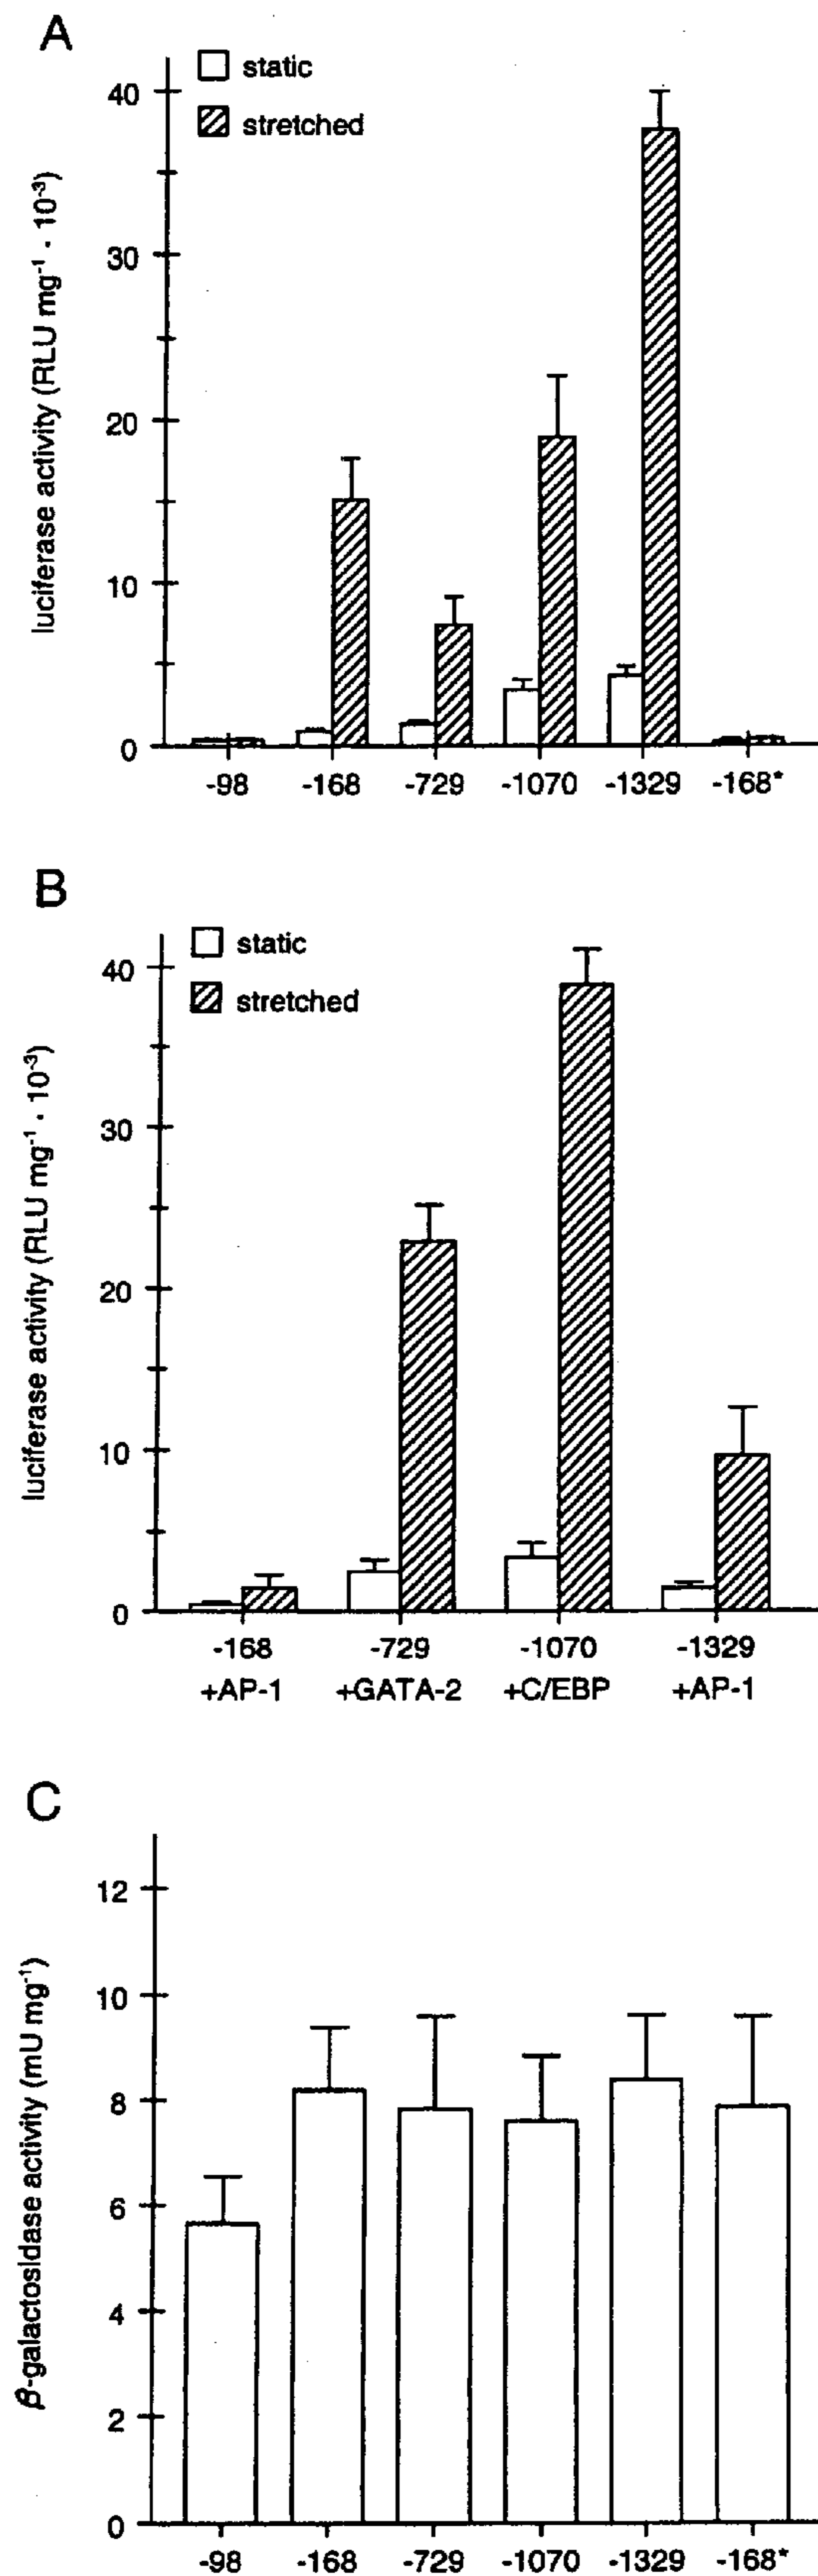 A
static
stretched
luciferase activity (RLU mg⁻¹ · 10⁻³)
40
30
20
10
0
-98 -168 -729 -1070 -1329 -168*
B
static
stretched
luciferase activity (RLU mg⁻¹ · 10⁻³)
40
30
20
10
0
-168 -729 -1070 -1329
+AP-1 +GATA-2 +C/EBP +AP-1
C
β-galactosidase activity (mU mg⁻¹)
12
10
8
6
4
2
0
-98 -168 -729 -1070 -1329 -168*